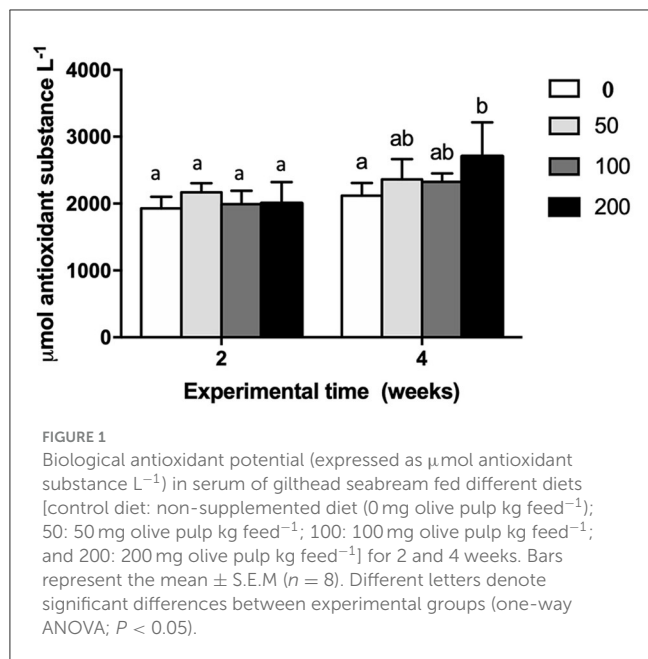 4000
3000
2000
1000
0
μmol antioxidant substance L⁻¹
a a a a
a ab ab b
2 4
Experimental time (weeks)
0
50
100
200
FIGURE 1
Biological antioxidant potential (expressed as μmol antioxidant
substance L⁻¹) in serum of gilthead seabream fed different diets
[control diet: non-supplemented diet (0 mg olive pulp kg feed⁻¹);
50: 50 mg olive pulp kg feed⁻¹; 100: 100 mg olive pulp kg feed⁻¹;
and 200: 200 mg olive pulp kg feed⁻¹] for 2 and 4 weeks. Bars
represent the mean ± S.E.M (n = 8). Different letters denote
significant differences between experimental groups (one-way
ANOVA; P < 0.05).